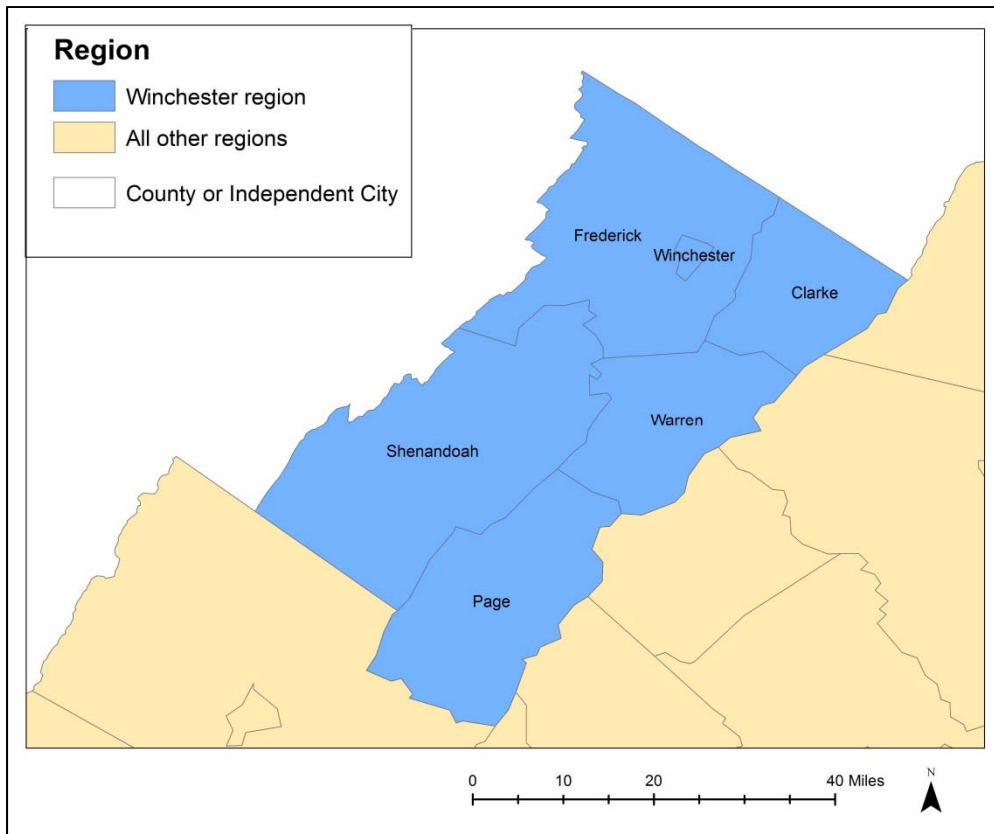 Region
Winchester region
All other regions
County or Independent City
Frederick
Winchester
Clarke
Warren
Shenandoah
Page
0 10 20 40 Miles
N